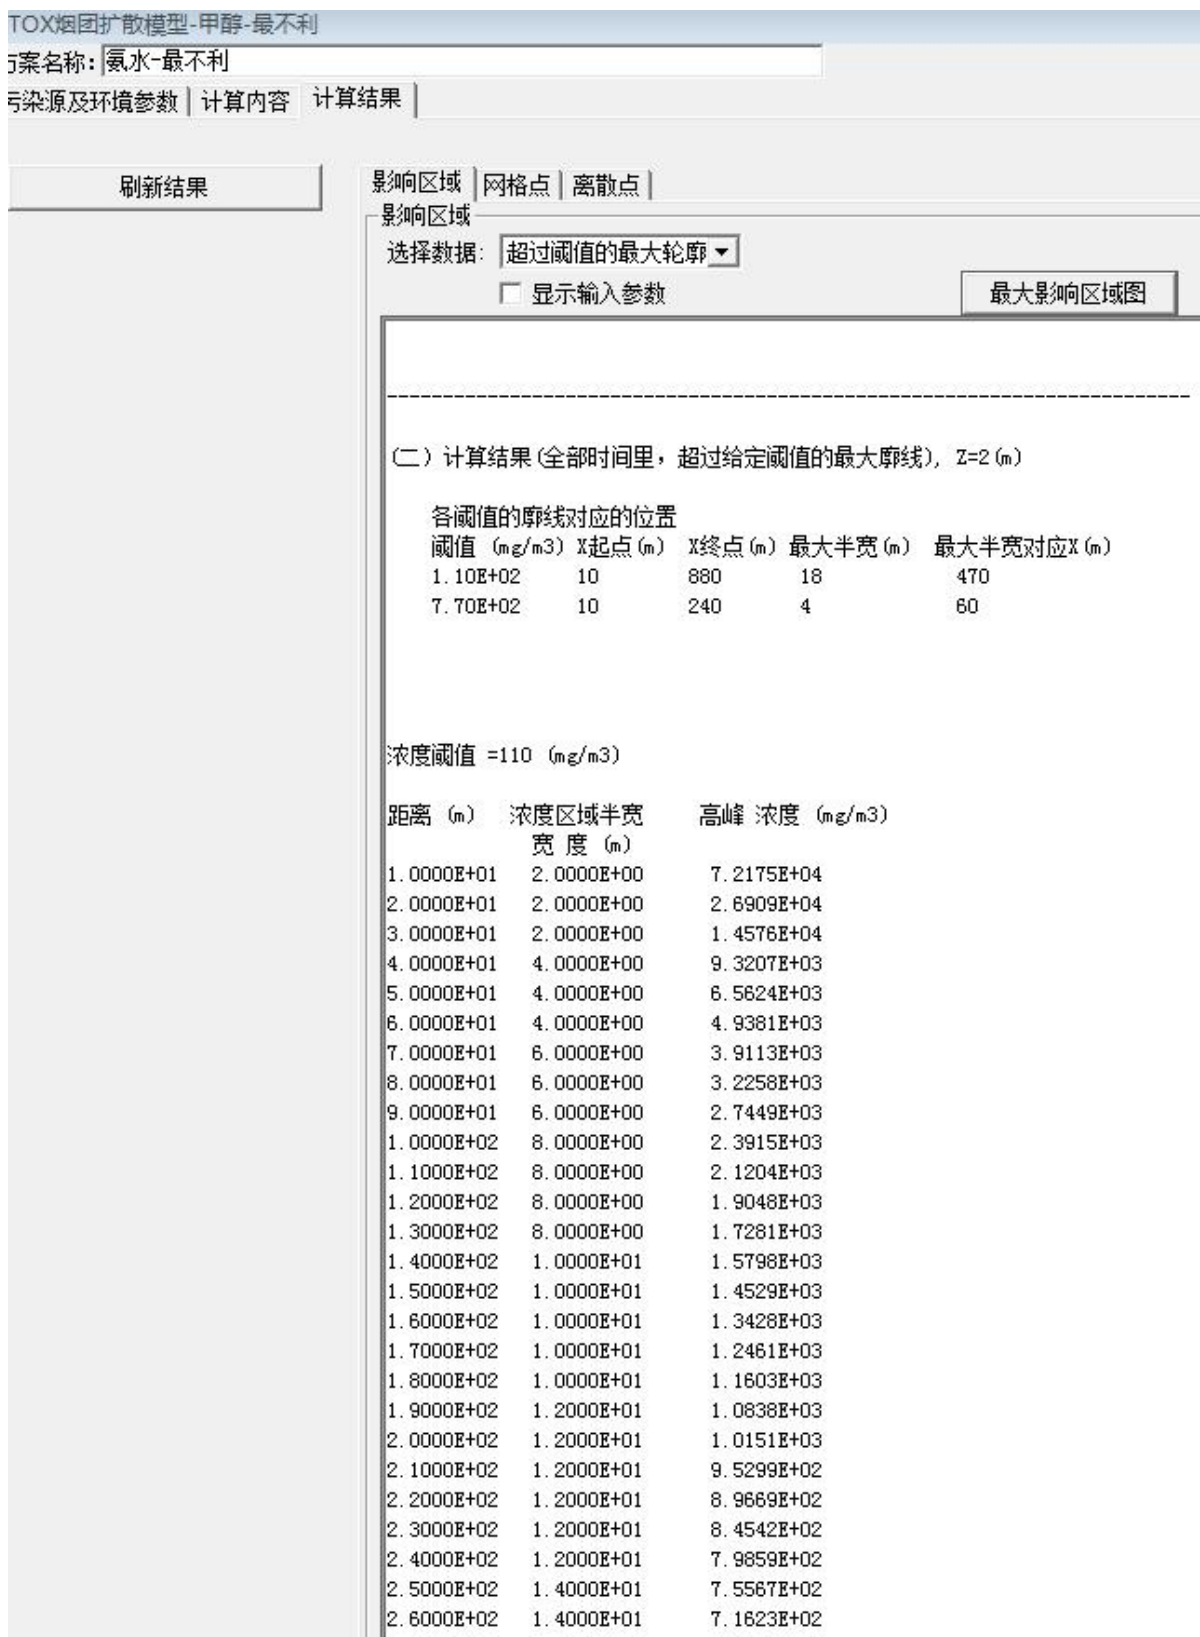 TOX烟团扩散模型-甲醇-最不利
方案名称: 氨水-最不利
污染源及环境参数 计算内容 计算结果
刷新结果
影响区域 网格点 离散点
影响区域
选择数据: 超过阈值的最大轮廓
显示输入参数
最大影响区域图
----------------------------------------------------------------------
(二) 计算结果(全部时间里，超过给定阈值的最大廓线), Z=2(m)
各阈值的廓线对应的位置
阈值 (mg/m3) X起点(m) X终点(m) 最大半宽(m) 最大半宽对应X(m)
1.10E+02 10 880 18 470
7.70E+02 10 240 4 60
浓度阈值 =110 (mg/m3)
距离 (m) 浓度区域半宽 高峰 浓度 (mg/m3)
宽 度 (m)
1.0000E+01 2.0000E+00 7.2175E+04
2.0000E+01 2.0000E+00 2.6909E+04
3.0000E+01 2.0000E+00 1.4576E+04
4.0000E+01 4.0000E+00 9.3207E+03
5.0000E+01 4.0000E+00 6.5624E+03
6.0000E+01 4.0000E+00 4.9381E+03
7.0000E+01 6.0000E+00 3.9113E+03
8.0000E+01 6.0000E+00 3.2258E+03
9.0000E+01 6.0000E+00 2.7449E+03
1.0000E+02 8.0000E+00 2.3915E+03
1.1000E+02 8.0000E+00 2.1204E+03
1.2000E+02 8.0000E+00 1.9048E+03
1.3000E+02 8.0000E+00 1.7281E+03
1.4000E+02 1.0000E+01 1.5798E+03
1.5000E+02 1.0000E+01 1.4529E+03
1.6000E+02 1.0000E+01 1.3428E+03
1.7000E+02 1.0000E+01 1.2461E+03
1.8000E+02 1.0000E+01 1.1603E+03
1.9000E+02 1.2000E+01 1.0838E+03
2.0000E+02 1.2000E+01 1.0151E+03
2.1000E+02 1.2000E+01 9.5299E+02
2.2000E+02 1.2000E+01 8.9669E+02
2.3000E+02 1.2000E+01 8.4542E+02
2.4000E+02 1.2000E+01 7.9859E+02
2.5000E+02 1.4000E+01 7.5567E+02
2.6000E+02 1.4000E+01 7.1623E+02